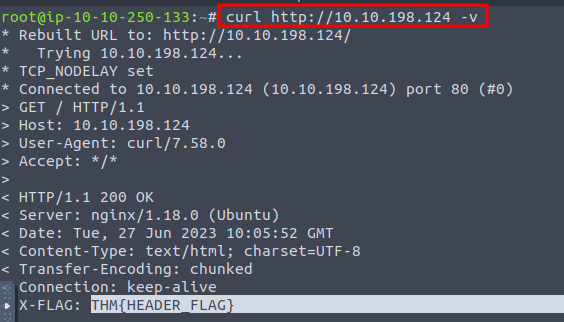 root@ip-10-10-250-133:~# curl http://10.10.198.124 -v
* Rebuilt URL to: http://10.10.198.124/
*   Trying 10.10.198.124...
* TCP_NODELAY set
* Connected to 10.10.198.124 (10.10.198.124) port 80 (#0)
> GET / HTTP/1.1
> Host: 10.10.198.124
> User-Agent: curl/7.58.0
> Accept: */*
>
< HTTP/1.1 200 OK
< Server: nginx/1.18.0 (Ubuntu)
< Date: Tue, 27 Jun 2023 10:05:52 GMT
< Content-Type: text/html; charset=UTF-8
< Transfer-Encoding: chunked
Connection: keep-alive
X-FLAG: THM{HEADER_FLAG}